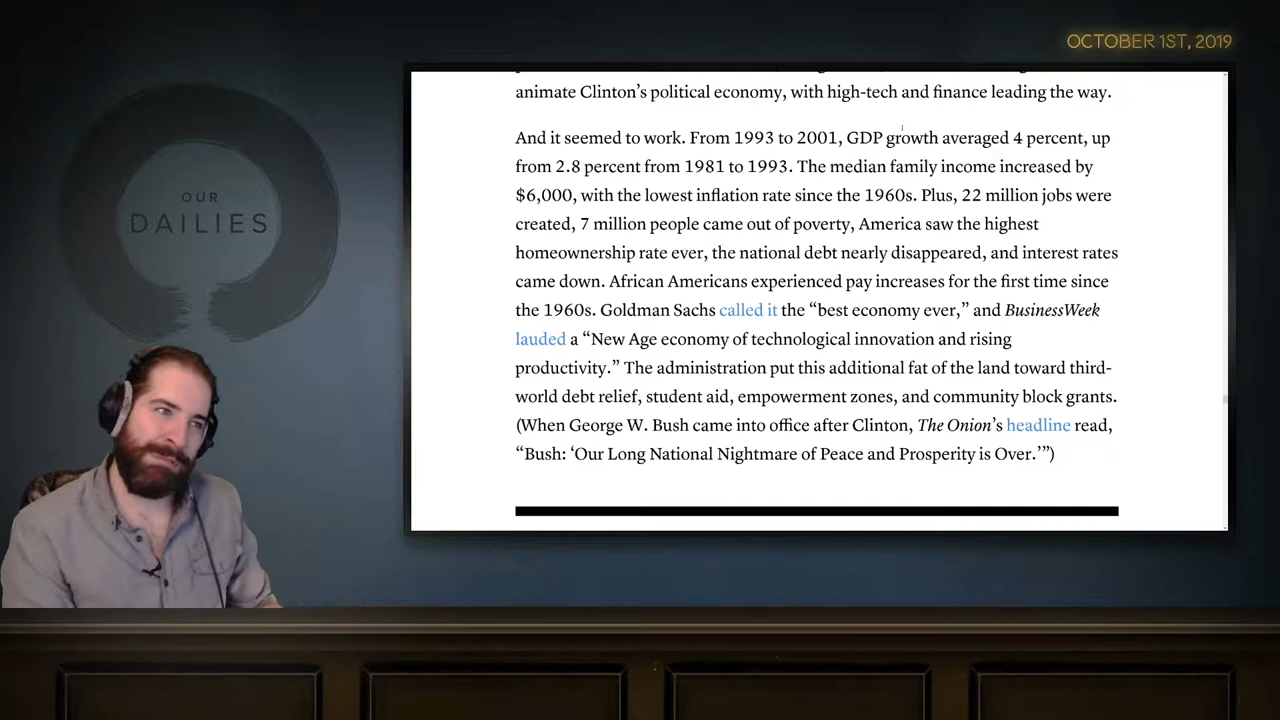 OCTOBER 1ST, 2019
OUR
DAILIES
animate Clinton’s political economy, with high-tech and finance leading the way.
And it seemed to work. From 1993 to 2001, GDP growth averaged 4 percent, up
from 2.8 percent from 1981 to 1993. The median family income increased by
$6,000, with the lowest inflation rate since the 1960s. Plus, 22 million jobs were
created, 7 million people came out of poverty, America saw the highest
homeownership rate ever, the national debt nearly disappeared, and interest rates
came down. African Americans experienced pay increases for the first time since
the 1960s. Goldman Sachs called it the “best economy ever,” and BusinessWeek
lauded a “New Age economy of technological innovation and rising
productivity.” The administration put this additional fat of the land toward third-
world debt relief, student aid, empowerment zones, and community block grants.
(When George W. Bush came into office after Clinton, The Onion’s headline read,
“Bush: ‘Our Long National Nightmare of Peace and Prosperity is Over.’”)